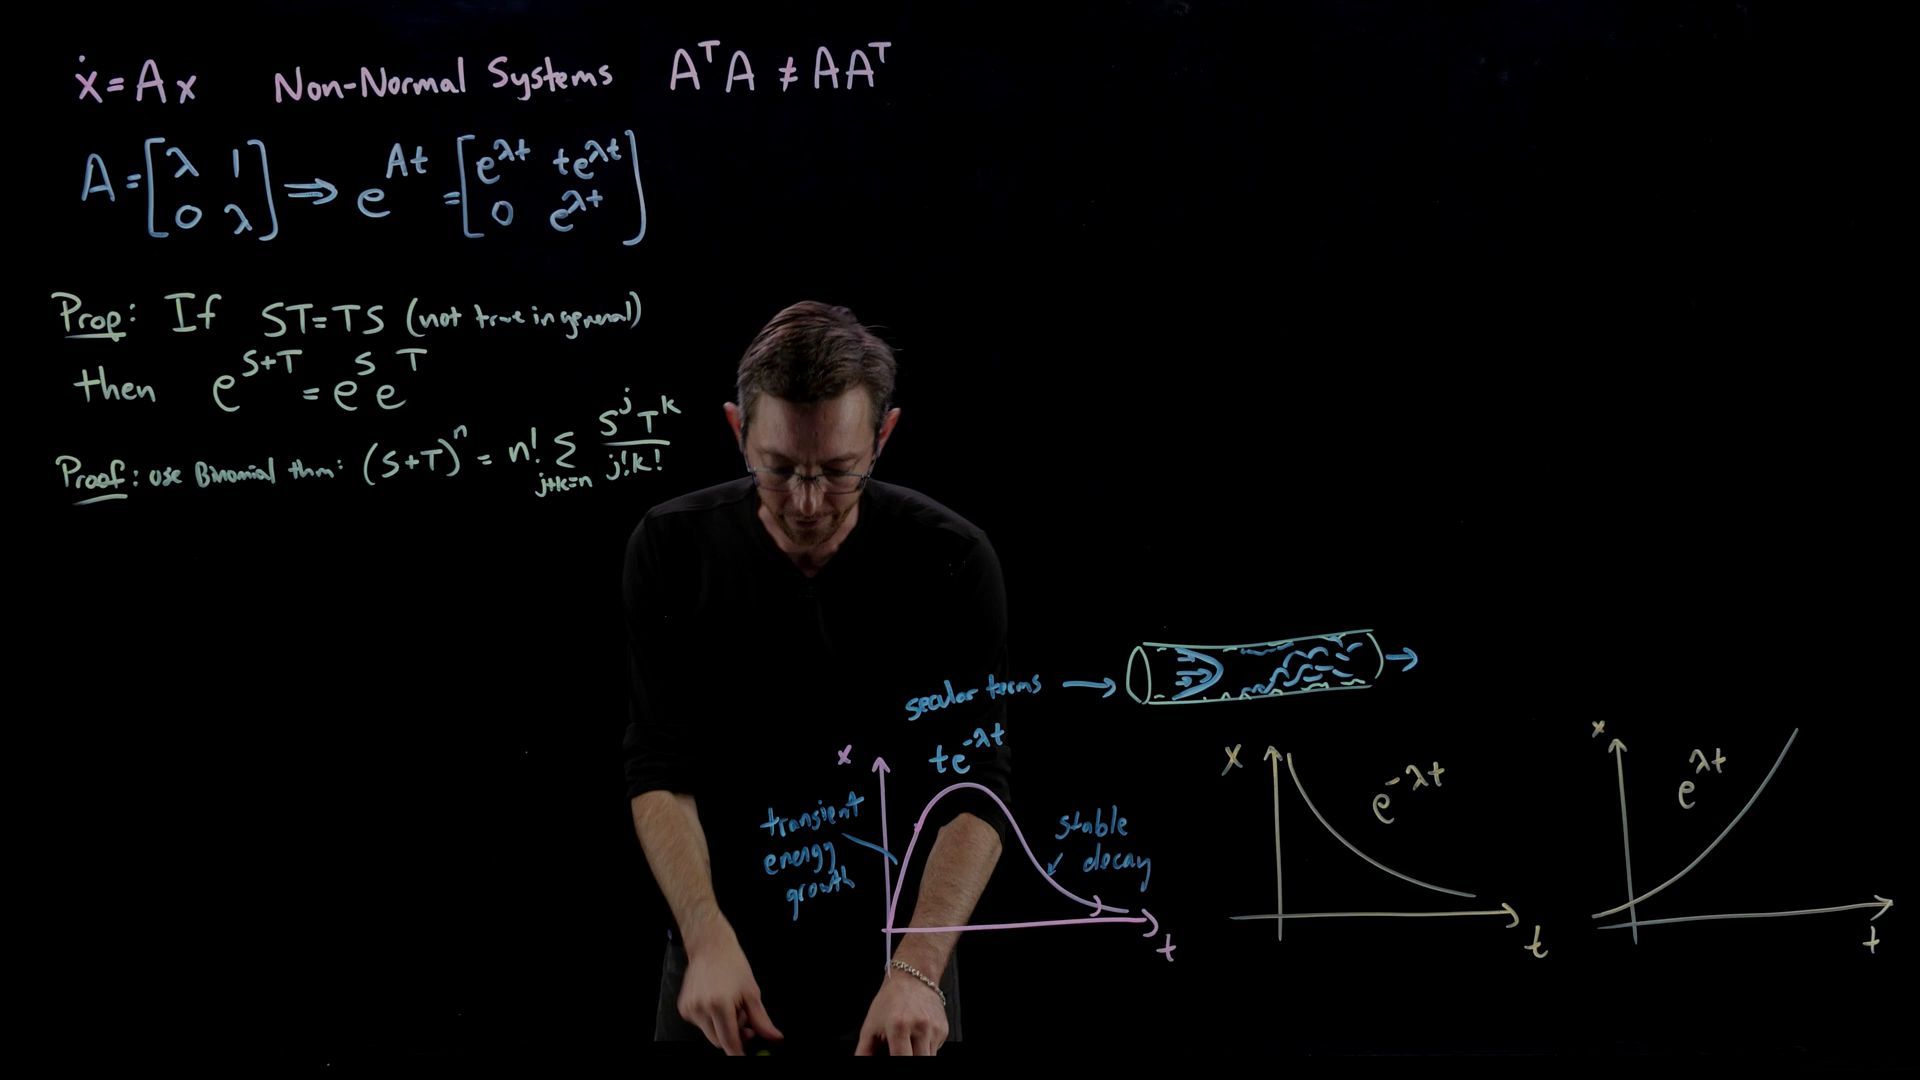 ẋ = Ax Non-Normal Systems AᵀA ≠ AAᵀ
A = [λ 1; 0 λ] ⇒ e^{At} = [e^{λt} te^{λt}; 0 e^{λt}]
Prop: If ST=TS (not true in general)
then e^{S+T} = e^S e^T
Proof: use Binomial thm: (S+T)^n = n! Σ_{j+k=n} S^j T^k / j!k!
secular terms →
te^{-λt}
transient
energy
growth
stable
decay
x
t
x
e^{-λt}
t
x
e^{λt}
t